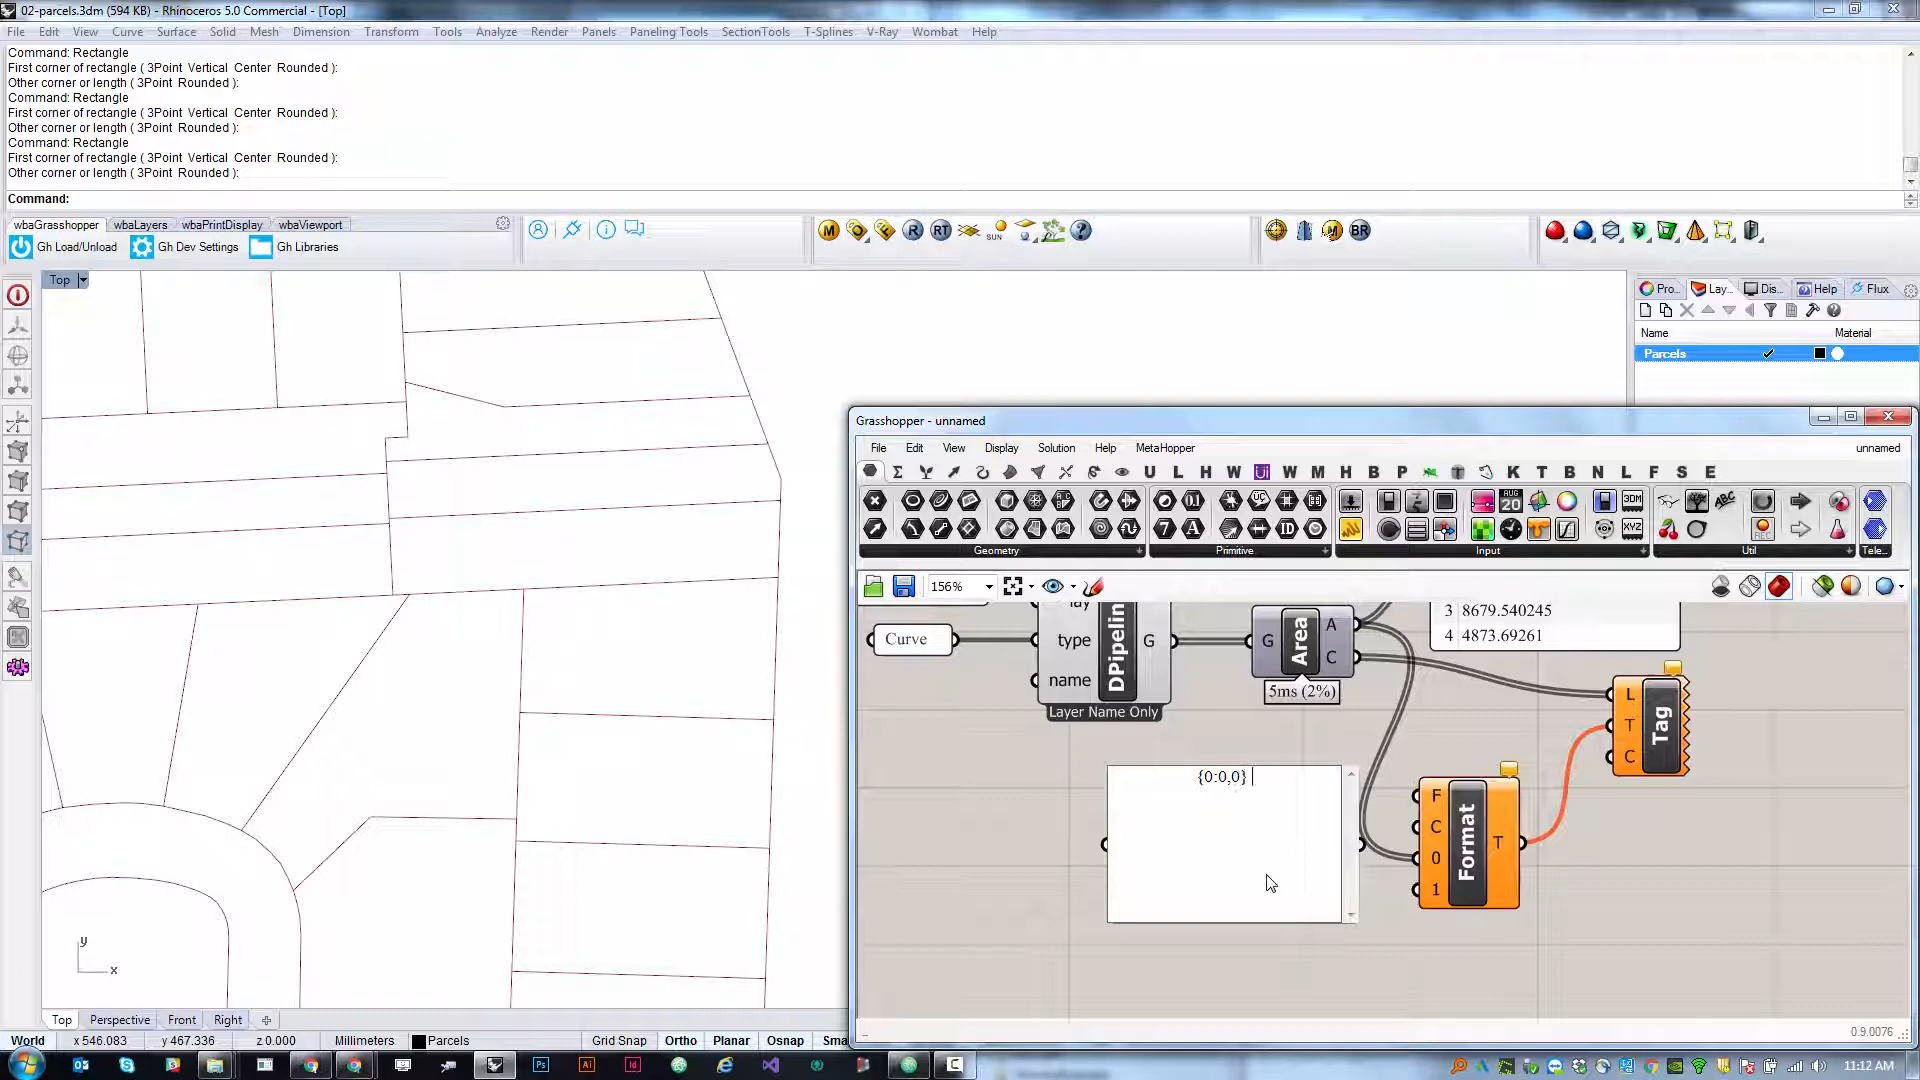 02-parcels.3dm (594 KB) - Rhinoceros 5.0 Commercial - [Top]
File Edit View Curve Surface Solid Mesh Dimension Transform Tools Analyze Render Panels Paneling Tools SectionTools T-Splines V-Ray Wombat Help
Command: Rectangle
First corner of rectangle ( 3Point Vertical Center Rounded ):
Other corner or length ( 3Point Rounded ):
Command: Rectangle
First corner of rectangle ( 3Point Vertical Center Rounded ):
Other corner or length ( 3Point Rounded ):
Command: Rectangle
First corner of rectangle ( 3Point Vertical Center Rounded ):
Other corner or length ( 3Point Rounded ):
Command:
wbaGrasshopper wbaLayers wbaPrintDisplay wbaViewport
Gh Load/Unload Gh Dev Settings Gh Libraries
M R RT SUN M BR
Top
Pro... Lay... Dis... Help Flux
Name Material
Parcels
Grasshopper - unnamed
File Edit View Display Solution Help MetaHopper unnamed
U L H W Ui W M H B P T K T B N L F S E
Geometry Primitive Input Util Tele...
156%
lay
Curve type DPipelin G G Area A C
name
Layer Name Only
5ms (2%)
3 8679.540245
4 4873.69261
L T C Tag
{0:0,0}
F C 0 1 Format T
y
x
Top Perspective Front Right
World x 546.083 y 467.336 z 0.000 Millimeters Parcels Grid Snap Ortho Planar Osnap Sma
0.9.0076
11:12 AM